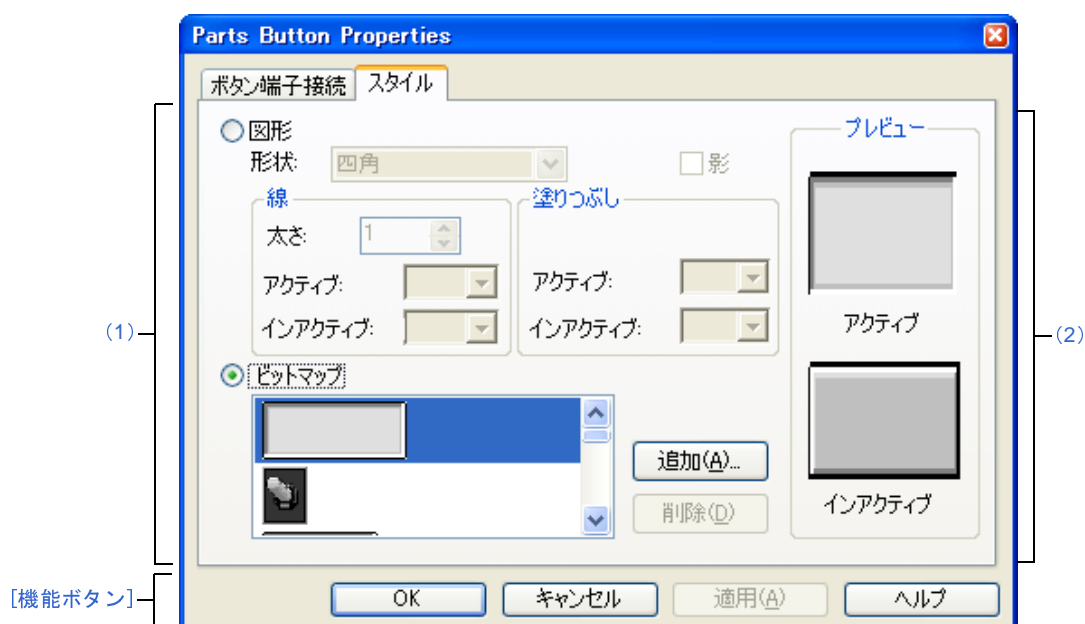 Parts Button Properties
ボタン端子接続 スタイル
図形
形状: 四角 影
線
太さ: 1
アクティブ:
インアクティブ:
塗りつぶし
アクティブ:
インアクティブ:
ビットマップ
追加(A)...
削除(D)
プレビュー
アクティブ
インアクティブ
(1)
(2)
[機能ボタン]
OK キャンセル 適用(A) ヘルプ